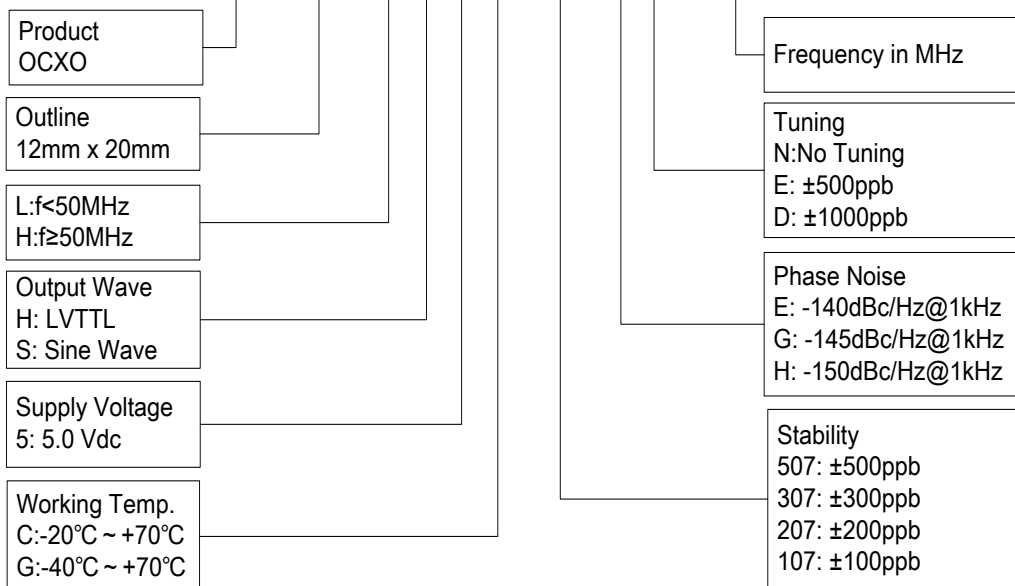 Product
OCXO
Outline
12mm x 20mm
L:f<50MHz
H:f≥50MHz
Output Wave
H: LVTTL
S: Sine Wave
Supply Voltage
5: 5.0 Vdc
Working Temp.
C:-20℃ ~ +70℃
G:-40℃ ~ +70℃
Frequency in MHz
Tuning
N:No Tuning
E: ±500ppb
D: ±1000ppb
Phase Noise
E: -140dBc/Hz@1kHz
G: -145dBc/Hz@1kHz
H: -150dBc/Hz@1kHz
Stability
507: ±500ppb
307: ±300ppb
207: ±200ppb
107: ±100ppb